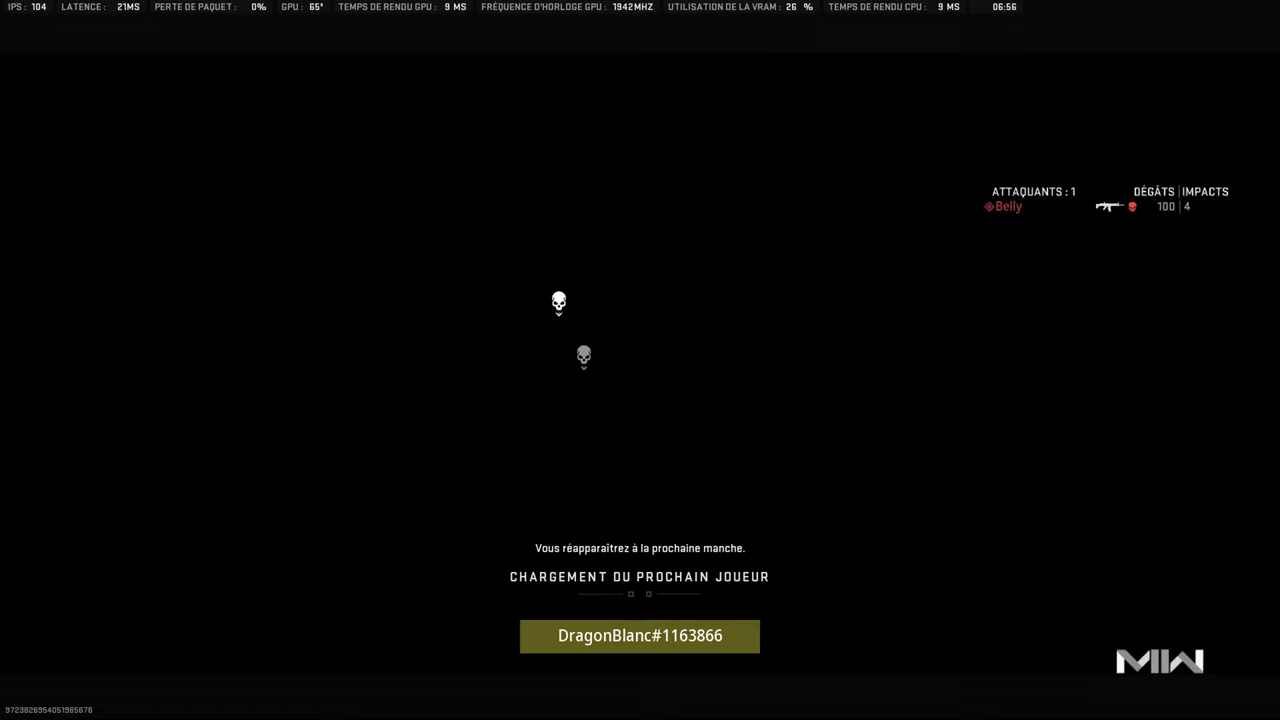 IPS : 104 LATENCE : 21MS PERTE DE PAQUET : 0% GPU : 65° TEMPS DE RENDU GPU : 9 MS FRÉQUENCE D'HORLOGE GPU : 1942MHZ UTILISATION DE LA VRAM : 26 % TEMPS DE RENDU CPU : 9 MS 06:56
ATTAQUANTS : 1 DÉGÂTS | IMPACTS
Belly 100 | 4
Vous réapparaîtrez à la prochaine manche.
CHARGEMENT DU PROCHAIN JOUEUR
DragonBlanc#1163866
MW
9723826954051965676